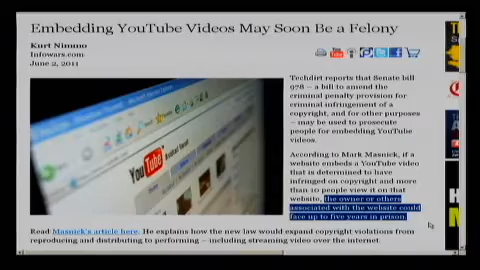 Embedding YouTube Videos May Soon Be a Felony
Kurt Nimmo
Infowars.com
June 2, 2011
Techdirt reports that Senate bill
978 – a bill to amend the
criminal penalty provision for
criminal infringement of a
copyright, and for other purposes
– may be used to prosecute
people for embedding YouTube
videos.
According to Mark Masnick, if a
website embeds a YouTube video
that is determined to have
infringed on copyright and more
than 10 people view it on that
website, the owner or others
associated with the website could
face up to five years in prison.
YouTube
Read Masnick's article here. He explains how the new law would expand copyright violations from
reproducing and distributing to performing – including streaming video over the internet